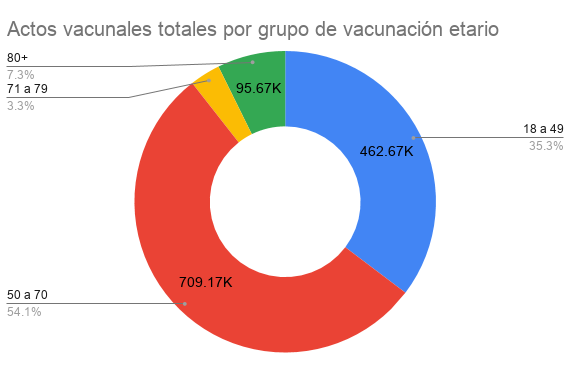 Actos vacunales totales por grupo de vacunación etario
80+
7.3%
71 a 79
3.3%
95.67K
18 a 49
35.3%
462.67K
709.17K
50 a 70
54.1%